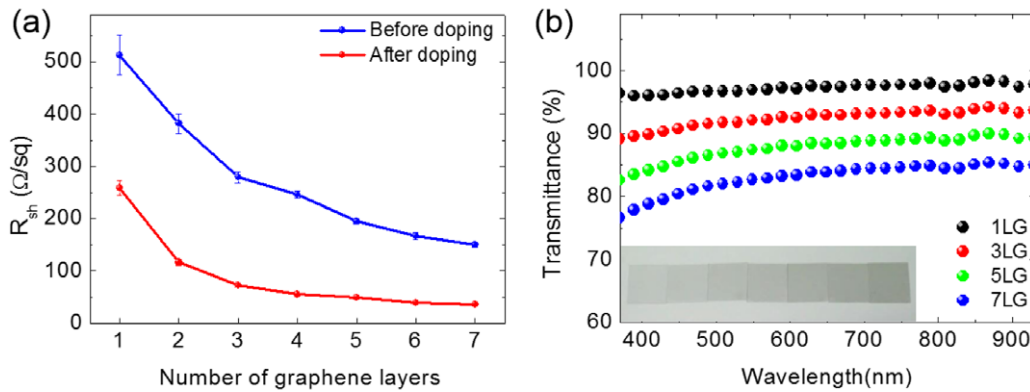 (a)
Before doping
After doping
500
400
300
200
100
0
R_sh (Ω/sq)
1 2 3 4 5 6 7
Number of graphene layers
(b)
100
90
80
70
60
Transmittance (%)
1LG
3LG
5LG
7LG
400 500 600 700 800 900
Wavelength(nm)